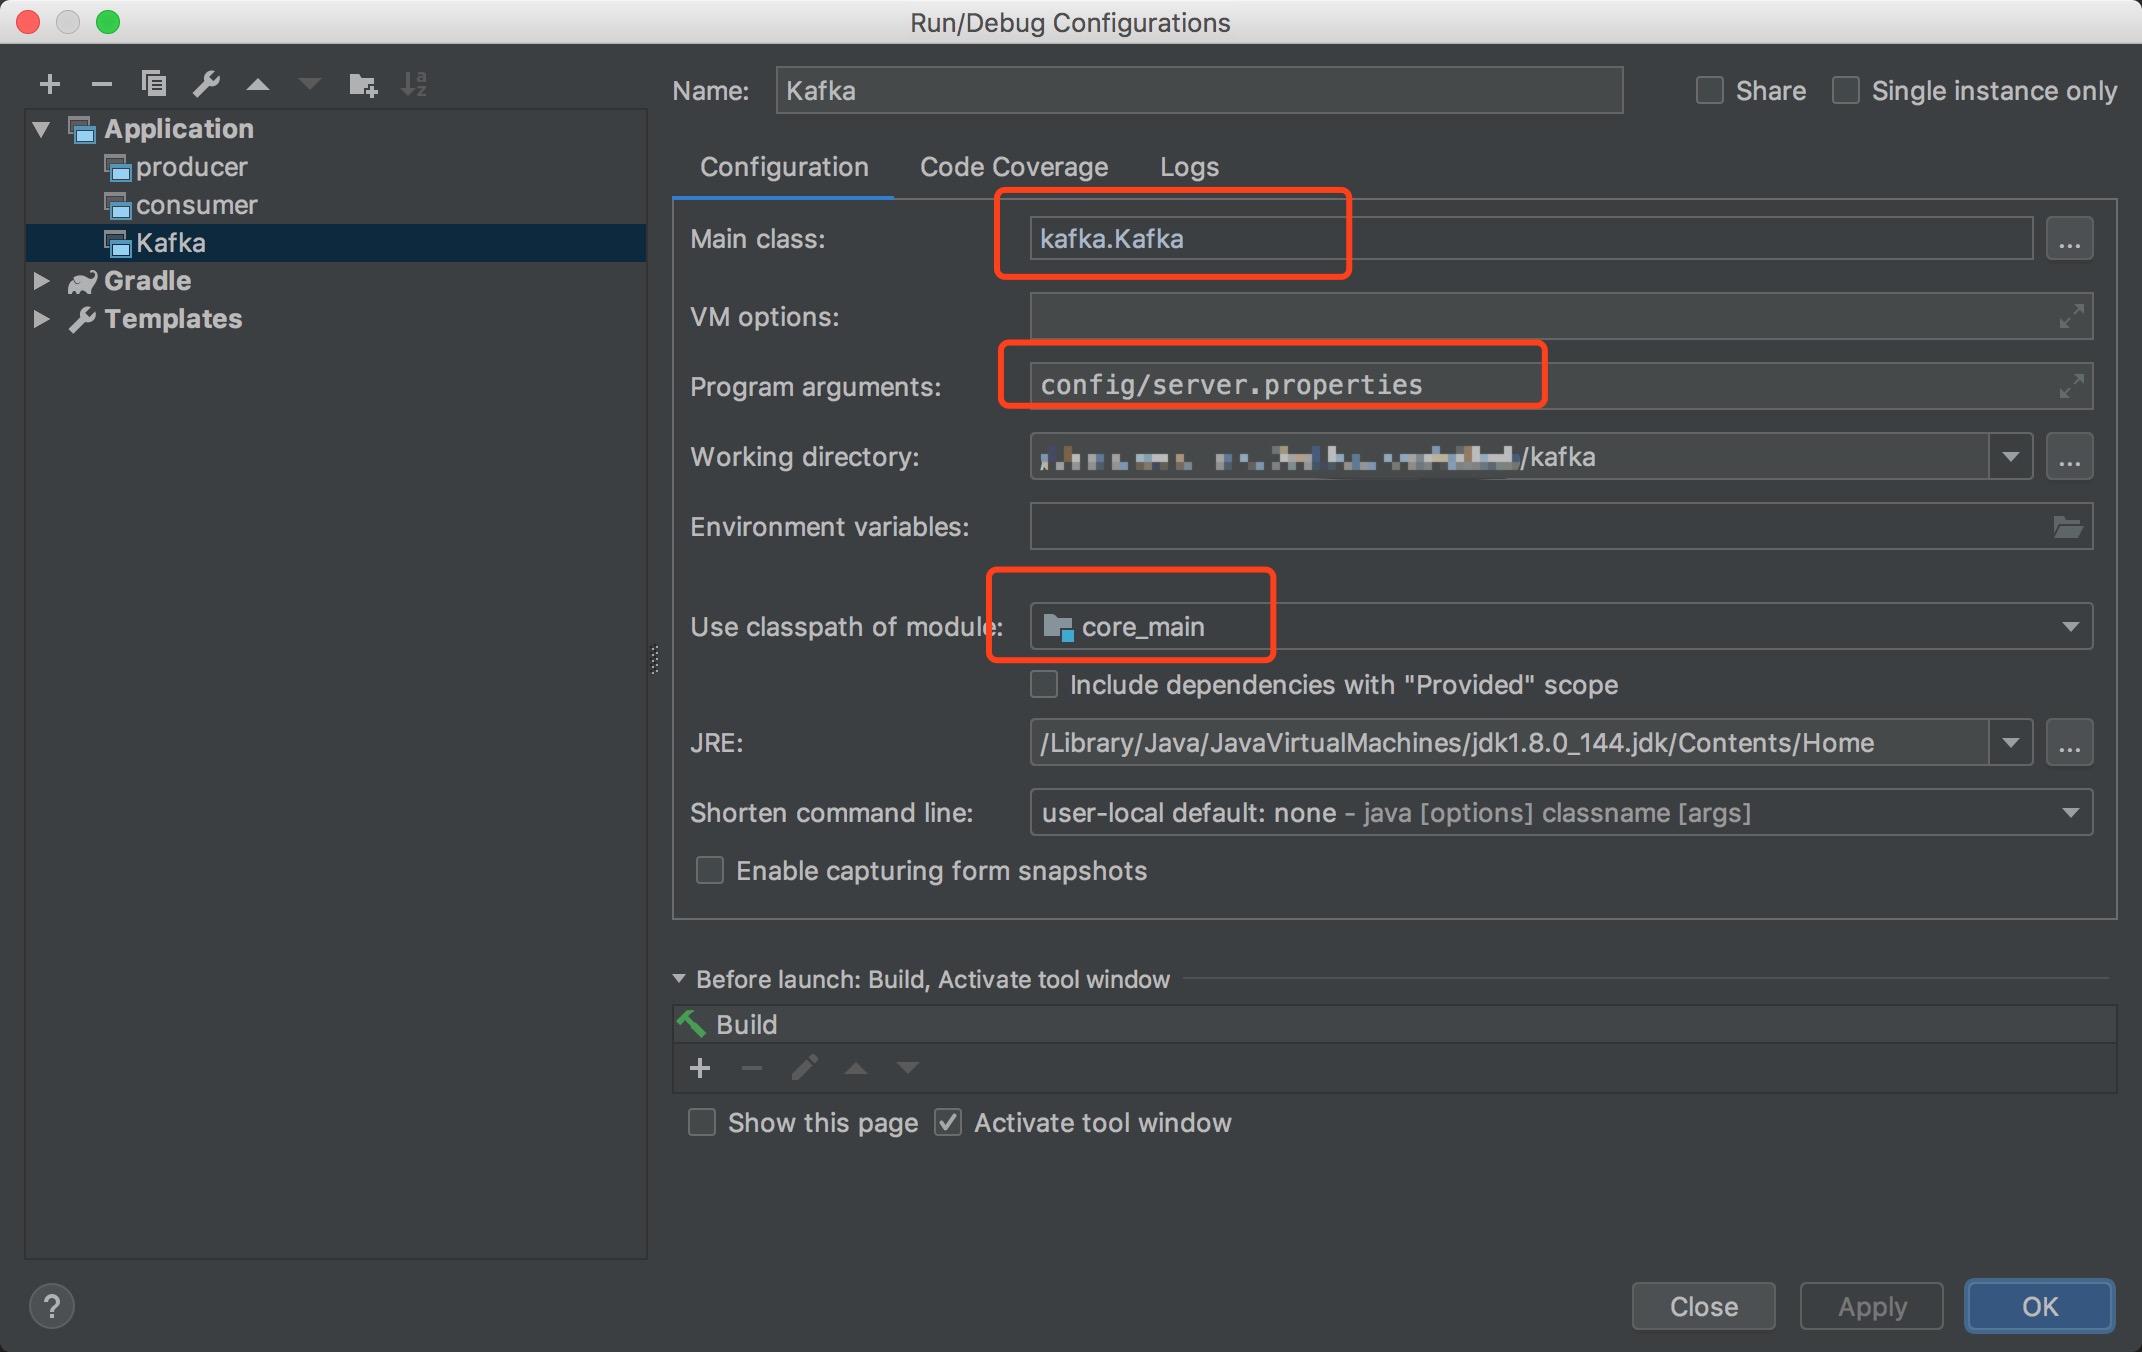 Run/Debug Configurations
Application
producer
consumer
Kafka
Gradle
Templates
Name: Kafka Share Single instance only
Configuration Code Coverage Logs
Main class: kafka.Kafka ...
VM options:
Program arguments: config/server.properties
Working directory: /kafka ...
Environment variables:
Use classpath of module: core_main
Include dependencies with "Provided" scope
JRE: /Library/Java/JavaVirtualMachines/jdk1.8.0_144.jdk/Contents/Home ...
Shorten command line: user-local default: none - java [options] classname [args]
Enable capturing form snapshots
Before launch: Build, Activate tool window
Build
Show this page Activate tool window
? Close Apply OK